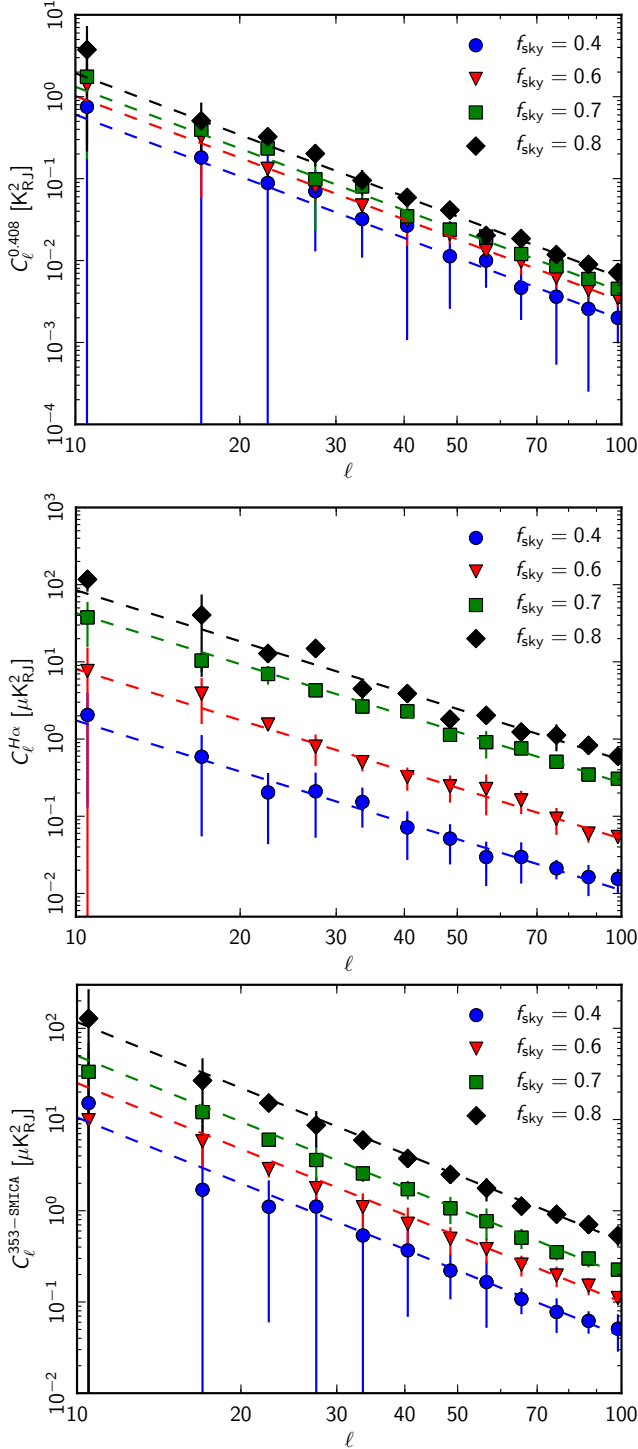 10¹
10⁰
10⁻¹
10⁻²
10⁻³
10⁻⁴
C_ℓ^{0.408} [K²_RJ]
f_sky = 0.4
f_sky = 0.6
f_sky = 0.7
f_sky = 0.8
10 20 30 40 50 70 100
ℓ
10³
10²
10¹
10⁰
10⁻¹
10⁻²
C_ℓ^{Hα} [μK²_RJ]
f_sky = 0.4
f_sky = 0.6
f_sky = 0.7
f_sky = 0.8
10 20 30 40 50 70 100
ℓ
10²
10¹
10⁰
10⁻¹
10⁻²
C_ℓ^{353−SMICA} [μK²_RJ]
f_sky = 0.4
f_sky = 0.6
f_sky = 0.7
f_sky = 0.8
10 20 30 40 50 70 100
ℓ